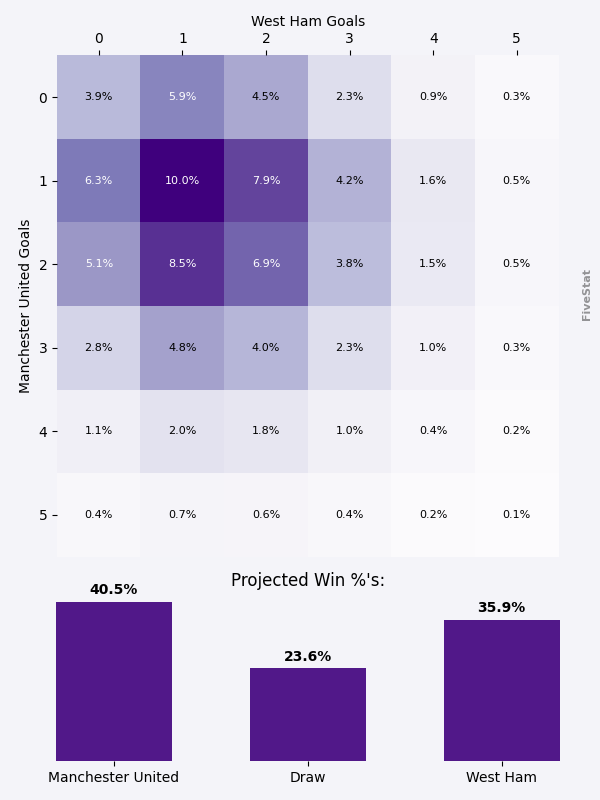 West Ham Goals
0 1 2 3 4 5
0 3.9% 5.9% 4.5% 2.3% 0.9% 0.3%
1 6.3% 10.0% 7.9% 4.2% 1.6% 0.5%
2 5.1% 8.5% 6.9% 3.8% 1.5% 0.5%
3 2.8% 4.8% 4.0% 2.3% 1.0% 0.3%
4 1.1% 2.0% 1.8% 1.0% 0.4% 0.2%
5 0.4% 0.7% 0.6% 0.4% 0.2% 0.1%
Manchester United Goals
FiveStat
Projected Win %'s:
40.5% 23.6% 35.9%
Manchester United Draw West Ham